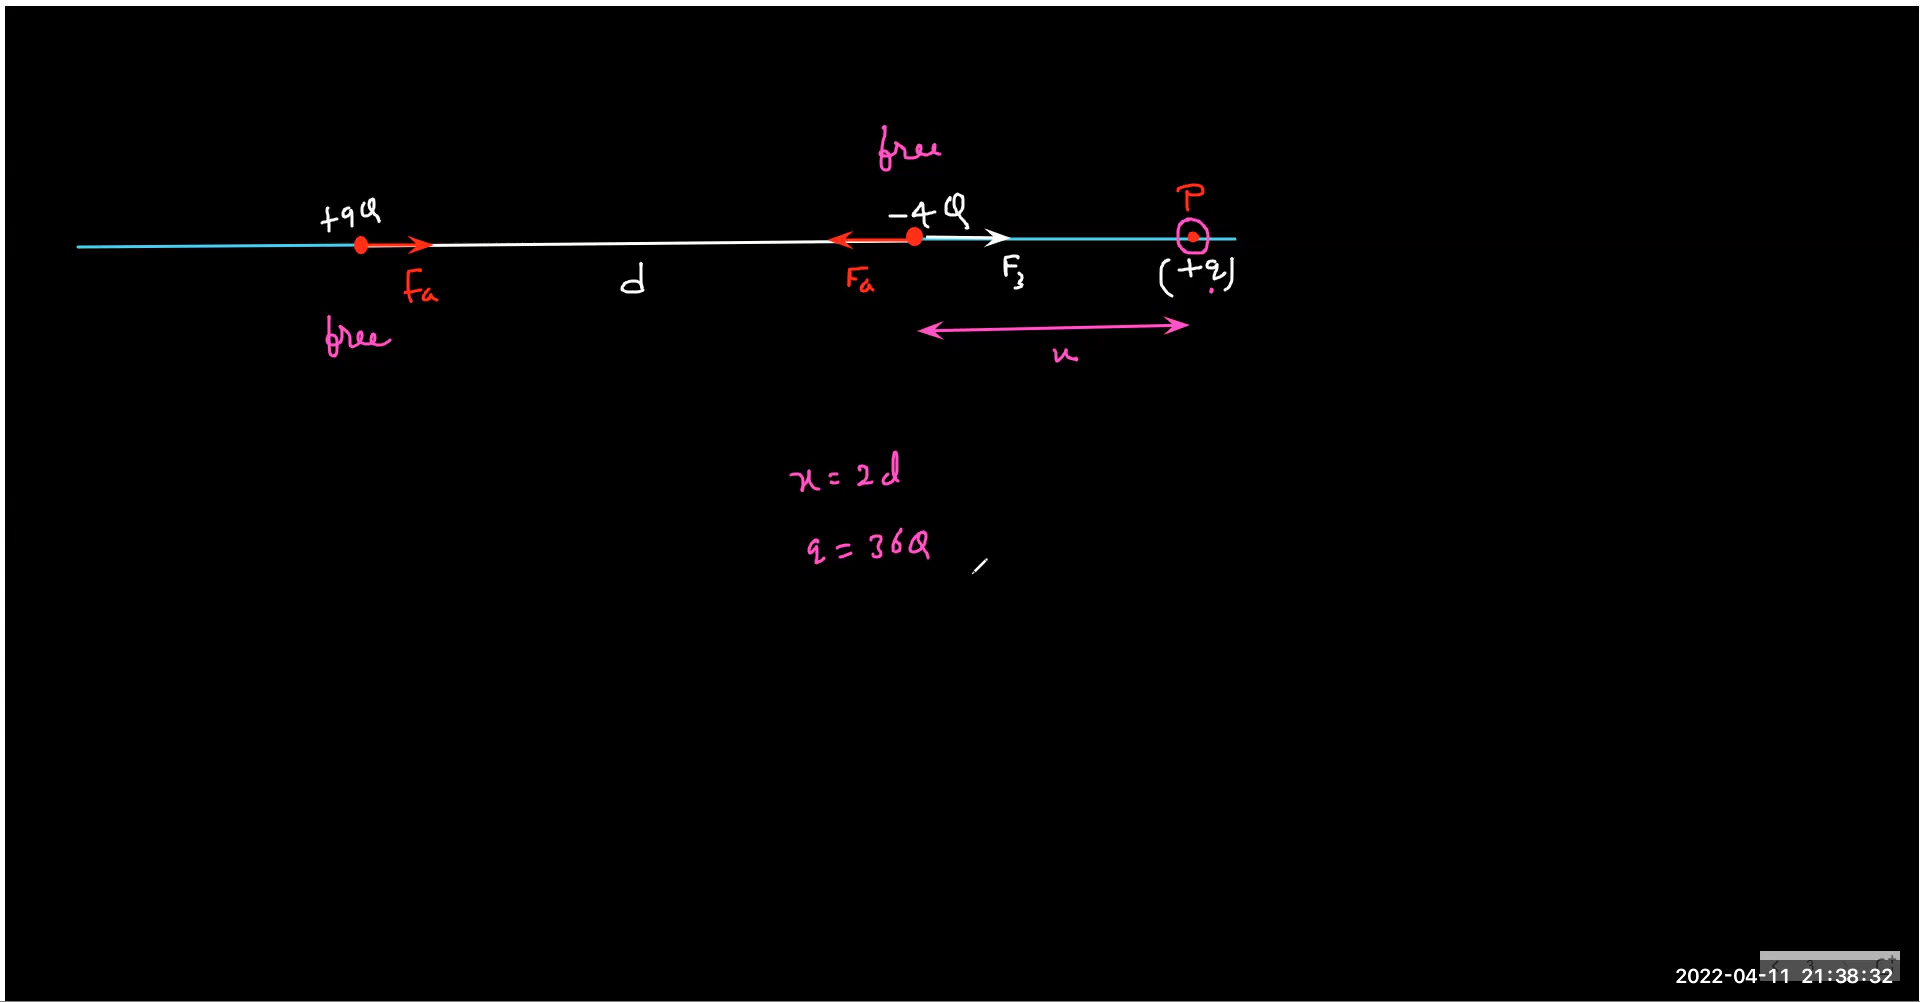 free
P
+9Q
-4Q
Fa
d
Fa
F3
(+q)
free
x
x = 2d
q = 36Q
2022-04-11 21:38:32